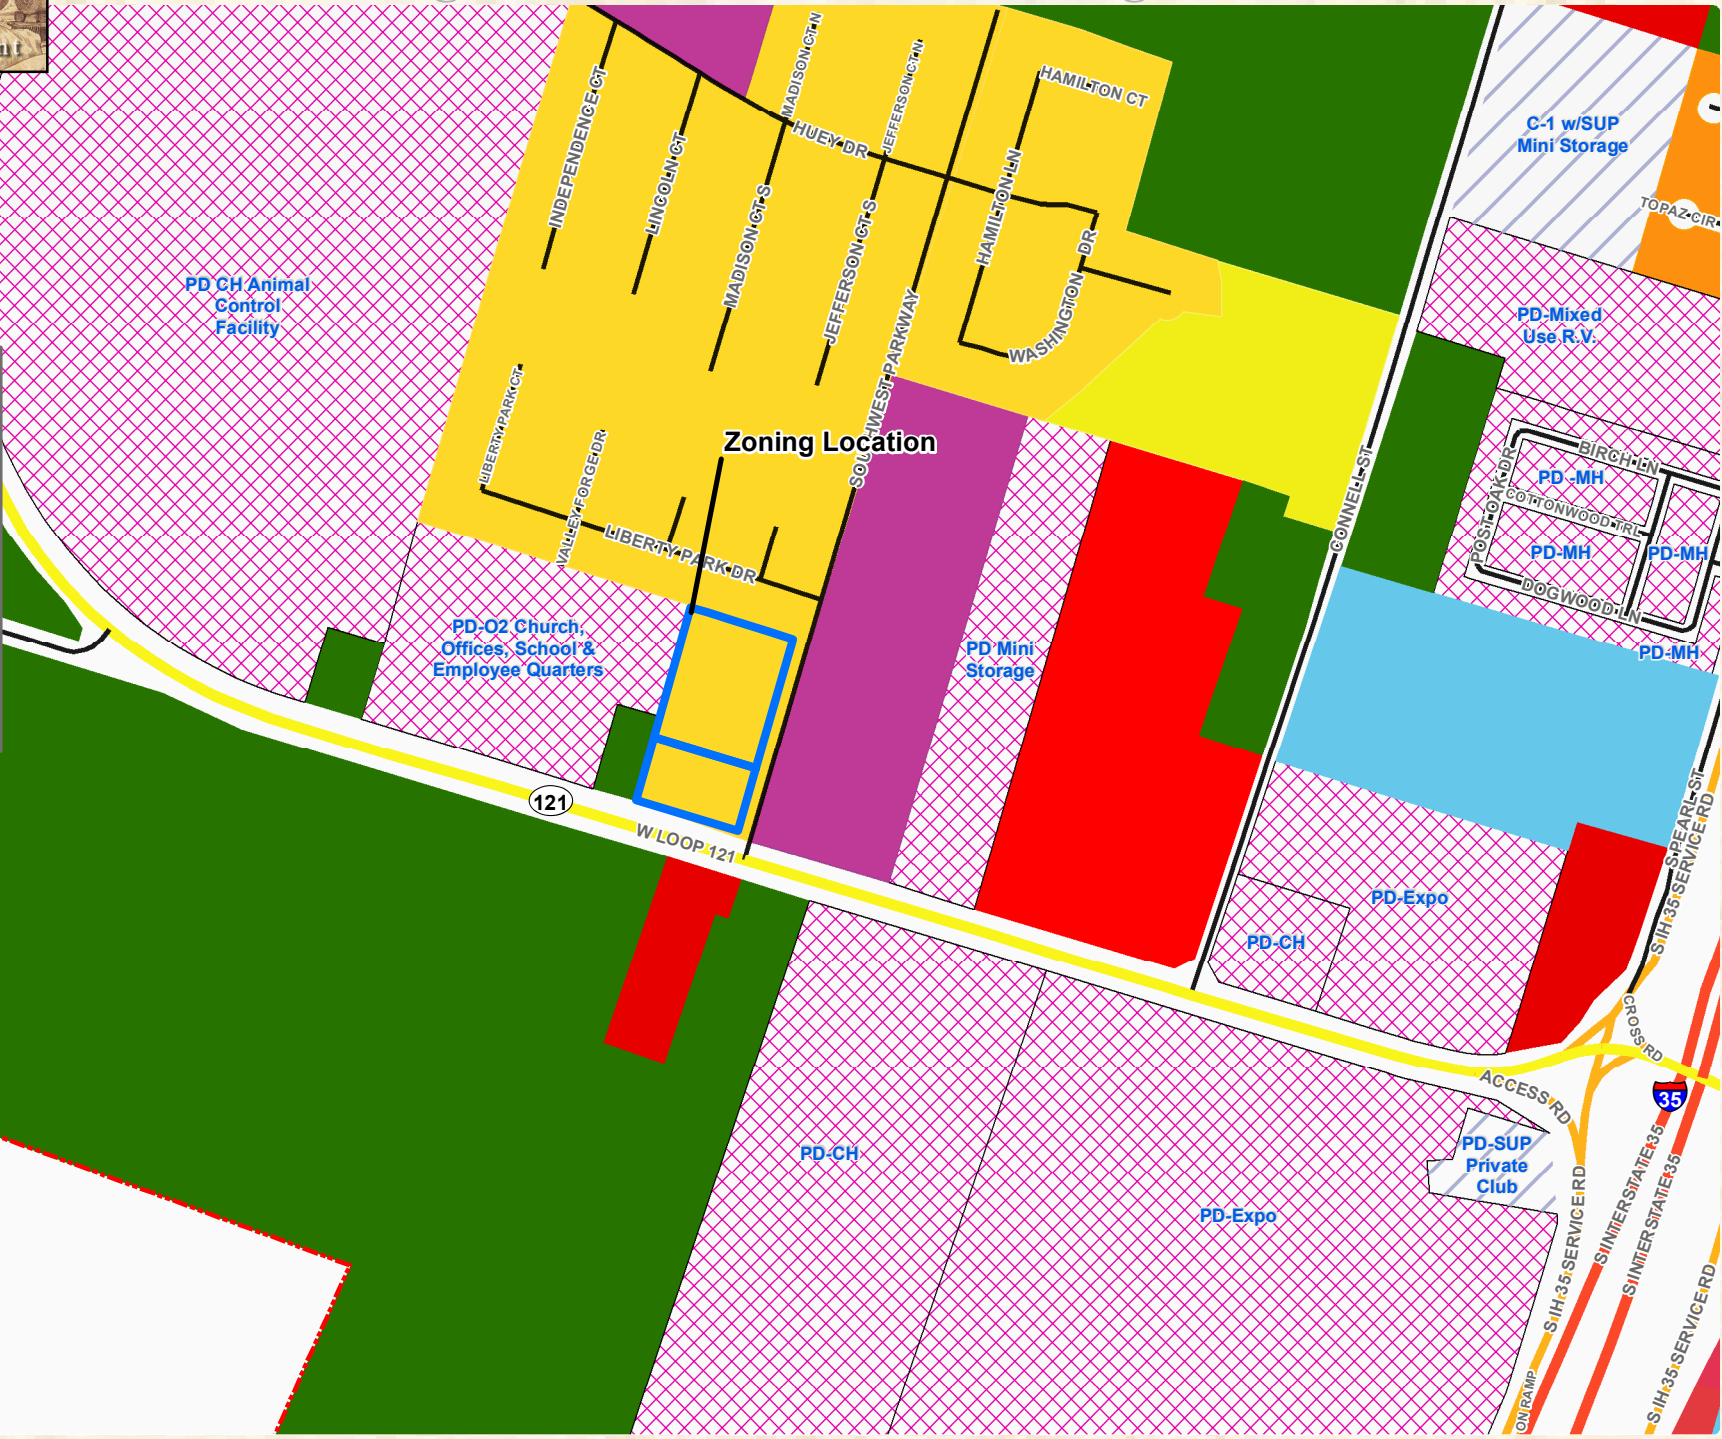 nt
MADISON CT N
JEFFERSON CT N
HAMILTON CT
INDEPENDENCE CT
LINCOLN CT
HUEY DR
C-1 w/SUP
Mini Storage
HAMILTON LN
MADISON CT S
JEFFERSON CT S
TOPAZ CIR
WASHINGTON DR
PD CH Animal
Control
Facility
SOUTHWEST PARKWAY
PD-Mixed
Use R.V.
LIBERTY PARK CT
VALLEY FORGE DR
Zoning Location
CONNELL ST
BIRCH LN
POST OAK DR
PD -MH
COTTONWOOD TRL
PD-MH
PD-MH
LIBERTY PARK DR
DOGWOOD LN
PD-MH
PD-O2 Church,
Offices, School &
Employee Quarters
PD Mini
Storage
121
W LOOP 121
S PEARL ST
S IH 35 SERVICE RD
PD-Expo
PD-CH
CROSS RD
ACCESS RD
35
PD-CH
PD-SUP
Private
Club
PD-Expo
S IH 35 SERVICE RD
S INTERSTATE 35
S INTERSTATE 35
S IH 35 SERVICE RD
ON RAMP